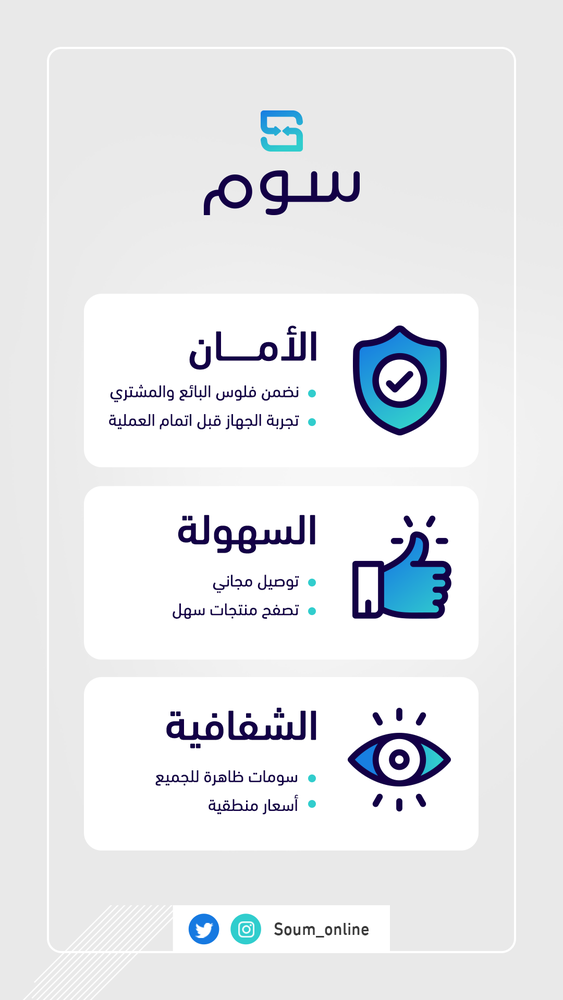 سوم
الأمــان
نضمن فلوس البائع والمشتري
تجربة الجهاز قبل اتمام العملية
السهولة
توصيل مجاني
تصفح منتجات سهل
الشفافية
سومات ظاهرة للجميع
أسعار منطقية
Soum_online